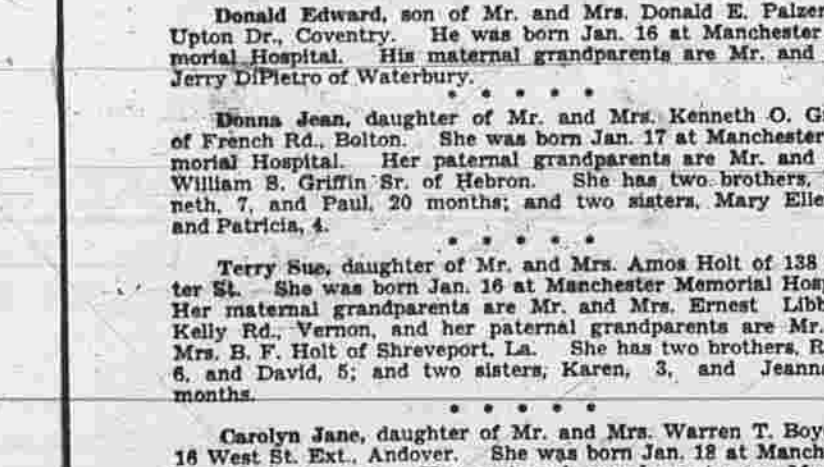 Donald Edward, son of Mr. and Mrs. Donald E. Palzer
Upton Dr., Coventry. He was born Jan. 16 at Manchester
morial Hospital. His maternal grandparents are Mr. and
Jerry DiPietro of Waterbury.
* * * * *
Donna Jean, daughter of Mr. and Mrs. Kenneth O. G
of French Rd., Bolton. She was born Jan. 17 at Manchester
morial Hospital. Her paternal grandparents are Mr. and
William S. Griffin Sr. of Hebron. She has two brothers,
neth, 7, and Paul, 20 months; and two sisters, Mary Elle
and Patricia, 4.
* * * * *
Terry Sue, daughter of Mr. and Mrs. Amos Holt of 138
ter St. She was born Jan. 16 at Manchester Memorial Hosp
Her maternal grandparents are Mr. and Mrs. Ernest Libb
Kelly Rd., Vernon, and her paternal grandparents are Mr.
Mrs. B. F. Holt of Shreveport, La. She has two brothers, R
6, and David, 5; and two sisters, Karen, 3, and Jeann
months.
* * * * *
Carolyn Jane, daughter of Mr. and Mrs. Warren T. Boy
16 West St. Ext., Andover. She was born Jan. 18 at Manch